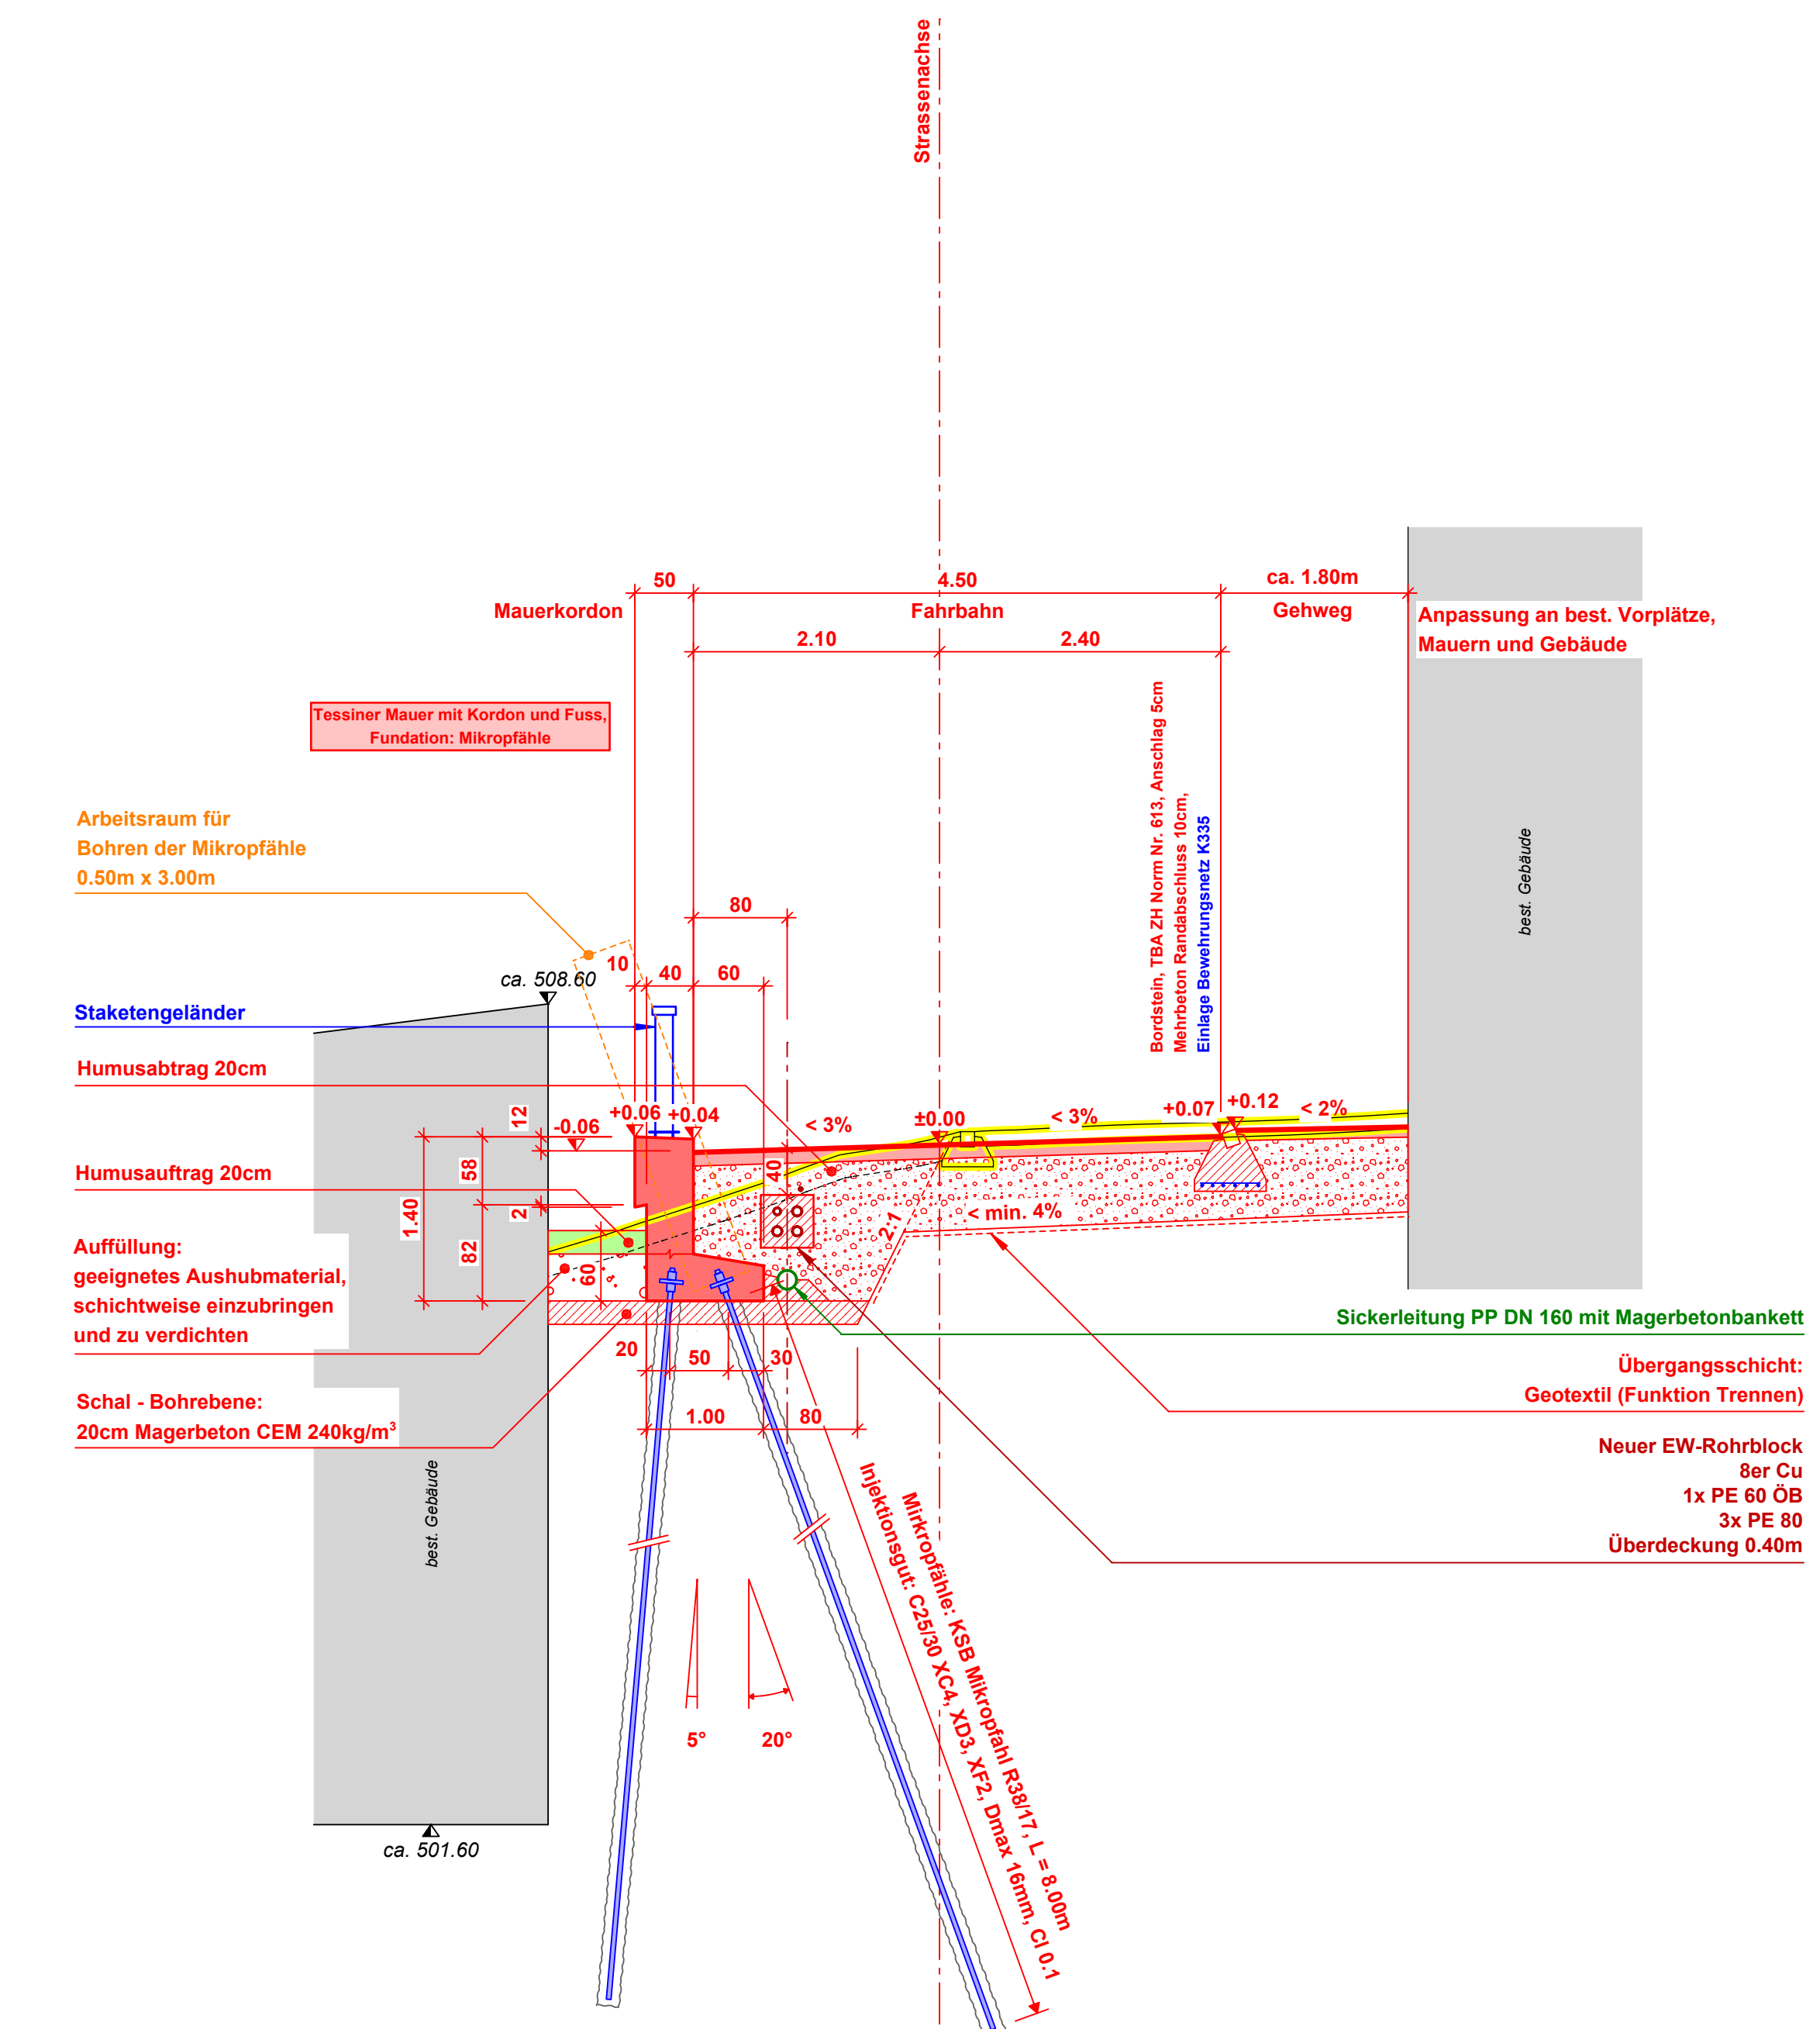 Strassenachse
50
4.50
ca. 1.80m
Mauerkordon
Fahrbahn
Gehweg
Anpassung an best. Vorplätze,
Mauern und Gebäude
2.10
2.40
Tessiner Mauer mit Kordon und Fuss,
Fundation: Mikropfähle
Bordstein, TBA ZH Norm Nr. 613, Anschlag 5cm
Mehrbeton Randabschluss 10cm,
Einlage Bewehrungsnetz K335
best. Gebäude
Arbeitsraum für
Bohren der Mikropfähle
0.50m x 3.00m
80
10
40
60
ca. 508.60
Staketengeländer
Humusabtrag 20cm
12
-0.06
+0.06
+0.04
< 3%
±0.00
< 3%
+0.07
+0.12
< 2%
Humusauftrag 20cm
58
40
1.40
2
82
60
2:1
< min. 4%
Auffüllung:
geeignetes Aushubmaterial,
schichtweise einzubringen
und zu verdichten
Sickerleitung PP DN 160 mit Magerbetonbankett
20
50
30
Übergangsschicht:
Geotextil (Funktion Trennen)
Schal - Bohrebene:
20cm Magerbeton CEM 240kg/m³
1.00
80
Neuer EW-Rohrblock
8er Cu
1x PE 60 ÖB
3x PE 80
Überdeckung 0.40m
best. Gebäude
Mirkropfähle: KSB Mikropfahl R38/17, L = 8.00m
Injektionsgut: C25/30 XC4, XD3, XF2, Dmax 16mm, Cl 0.1
5°
20°
ca. 501.60